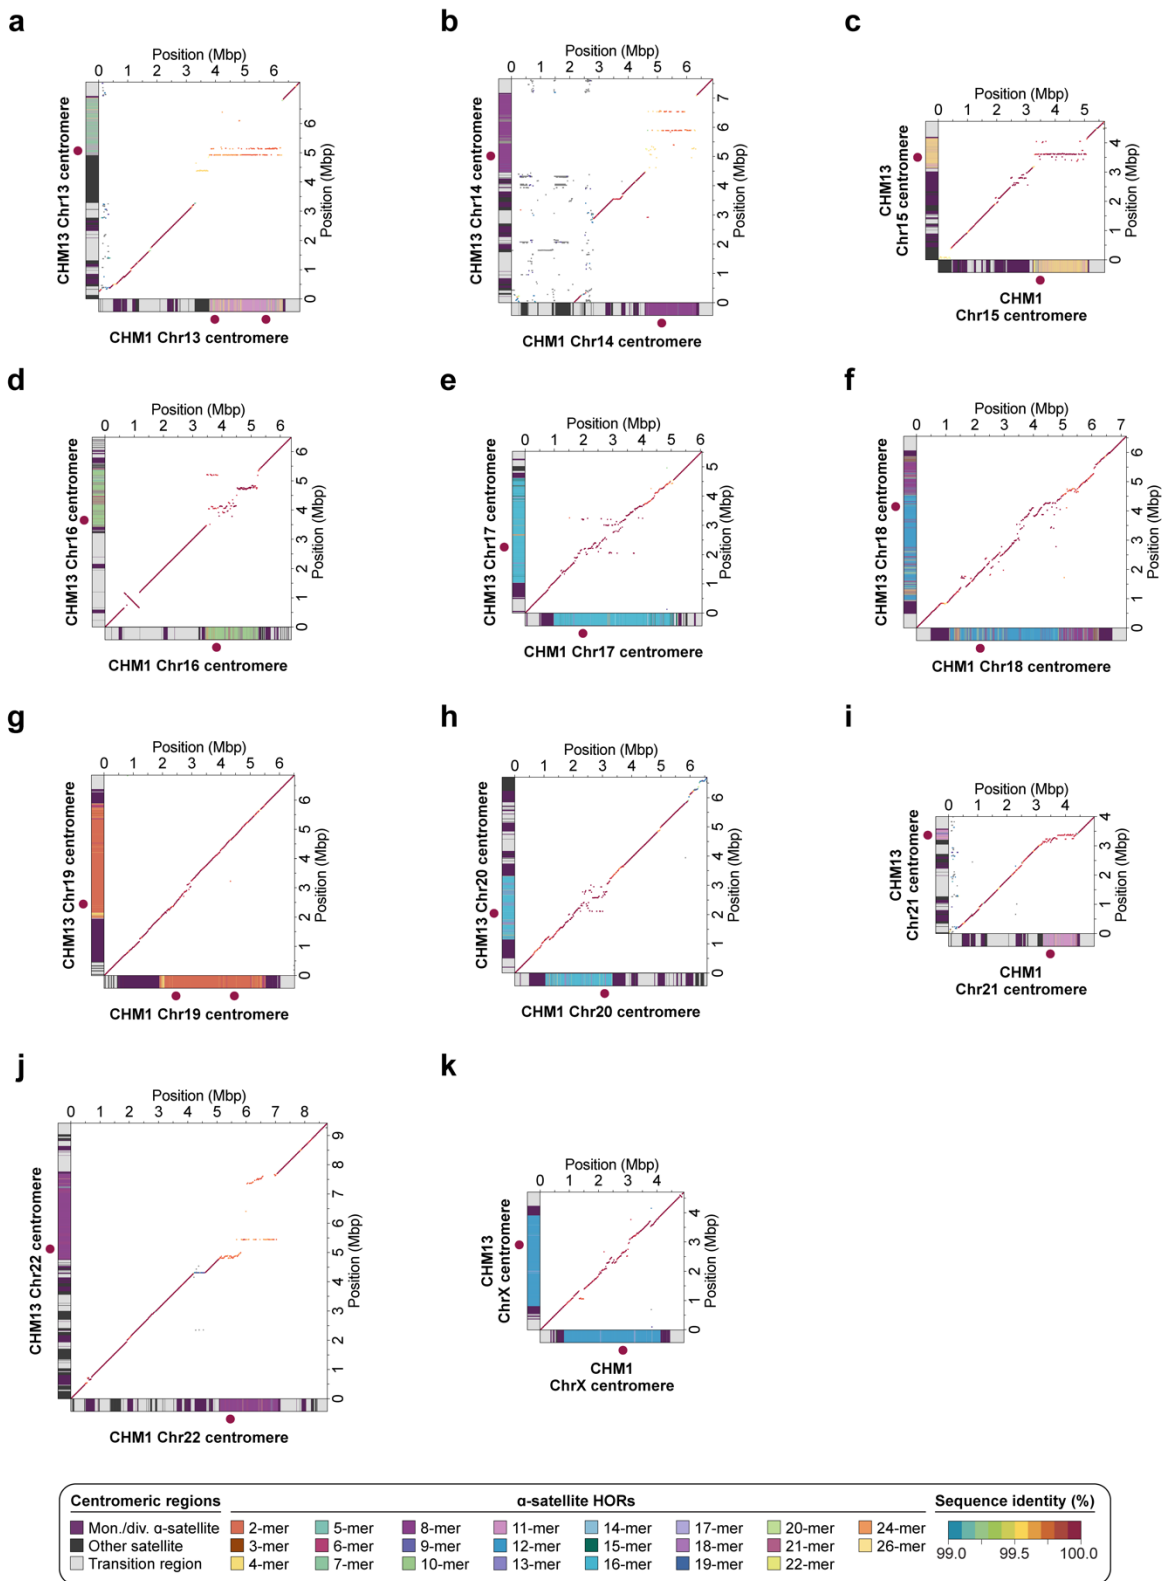 a
Position (Mbp)
0 1 2 3 4 5 6
CHM13 Chr13 centromere
0 1 2 3 4 5 6
Position (Mbp)
CHM1 Chr13 centromere
b
Position (Mbp)
0 1 2 3 4 5 6
CHM13 Chr14 centromere
0 1 2 3 4 5 6 7
Position (Mbp)
CHM1 Chr14 centromere
c
Position (Mbp)
0 1 2 3 4 5
CHM13
Chr15 centromere
0 1 2 3 4
Position (Mbp)
CHM1
Chr15 centromere
d
Position (Mbp)
0 1 2 3 4 5 6
CHM13 Chr16 centromere
0 1 2 3 4 5 6
Position (Mbp)
CHM1 Chr16 centromere
e
Position (Mbp)
0 1 2 3 4 5 6
CHM13 Chr17 centromere
0 1 2 3 4 5
Position (Mbp)
CHM1 Chr17 centromere
f
Position (Mbp)
0 1 2 3 4 5 6 7
CHM13 Chr18 centromere
0 1 2 3 4 5 6
Position (Mbp)
CHM1 Chr18 centromere
g
Position (Mbp)
0 1 2 3 4 5 6
CHM13 Chr19 centromere
0 1 2 3 4 5 6
Position (Mbp)
CHM1 Chr19 centromere
h
Position (Mbp)
0 1 2 3 4 5 6
CHM13 Chr20 centromere
0 1 2 3 4 5 6
Position (Mbp)
CHM1 Chr20 centromere
i
Position (Mbp)
0 1 2 3 4
CHM13
Chr21 centromere
0 1 2 3 4
Position (Mbp)
CHM1
Chr21 centromere
j
Position (Mbp)
0 1 2 3 4 5 6 7 8
CHM13 Chr22 centromere
0 1 2 3 4 5 6 7 8 9
Position (Mbp)
CHM1 Chr22 centromere
k
Position (Mbp)
0 1 2 3 4
CHM13
ChrX centromere
0 1 2 3 4
Position (Mbp)
CHM1
ChrX centromere
Centromeric regions
Mon./div. α-satellite
Other satellite
Transition region
α-satellite HORs
2-mer 5-mer 8-mer 11-mer 14-mer 17-mer 20-mer 24-mer
3-mer 6-mer 9-mer 12-mer 15-mer 18-mer 21-mer 26-mer
4-mer 7-mer 10-mer 13-mer 16-mer 19-mer 22-mer
Sequence identity (%)
99.0 99.5 100.0